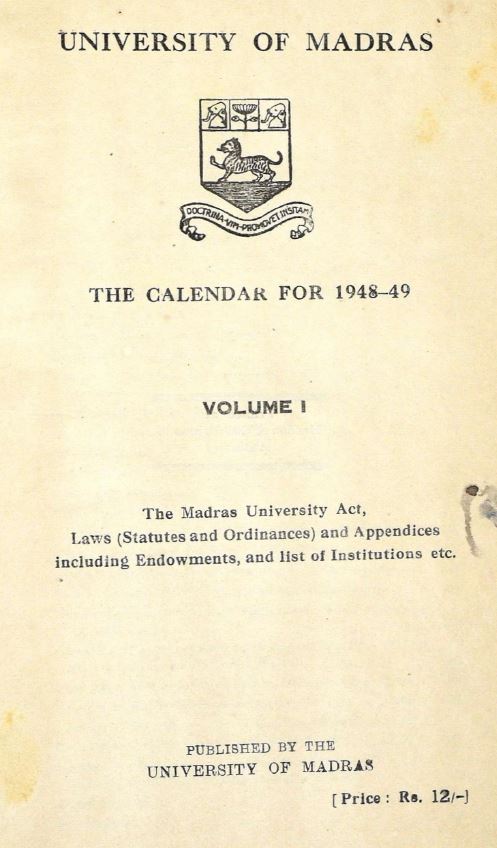 UNIVERSITY OF MADRAS
DOCTRINA VIM PROMOVET INSITAM
THE CALENDAR FOR 1948–49
VOLUME I
The Madras University Act,
Laws (Statutes and Ordinances) and Appendices
including Endowments, and list of Institutions etc.
PUBLISHED BY THE
UNIVERSITY OF MADRAS
[Price: Rs. 12/-]